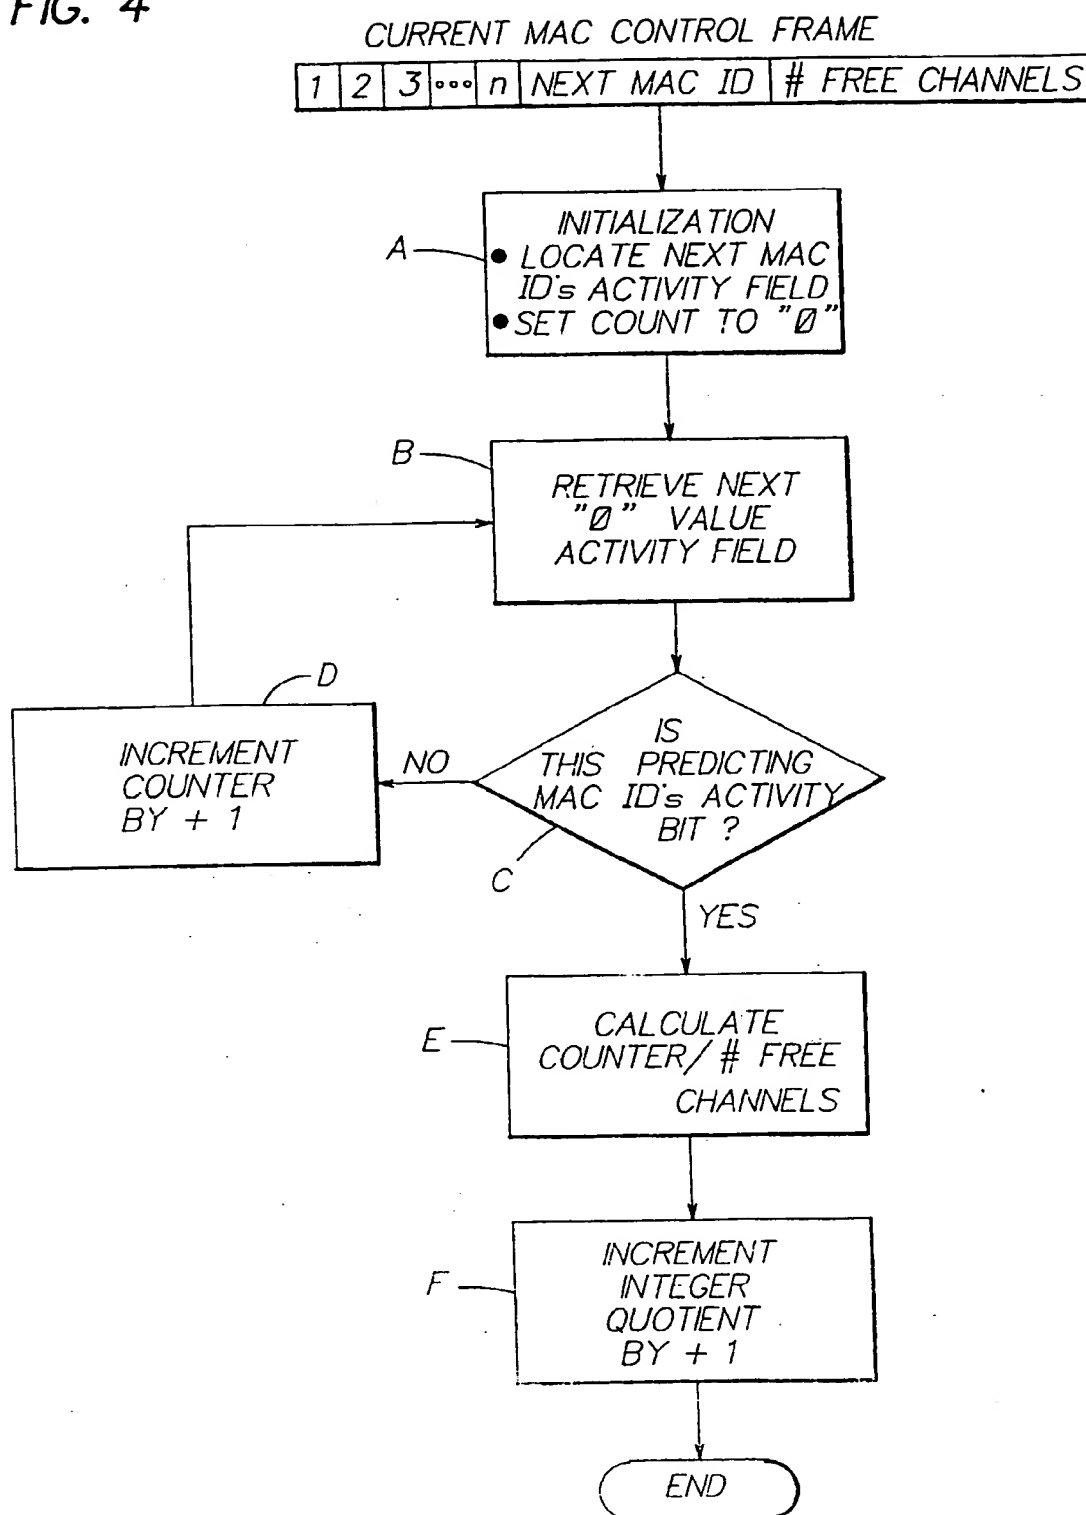 FIG. 4
CURRENT MAC CONTROL FRAME
1 2 3 ∘∘∘ n NEXT MAC ID # FREE CHANNELS
A
INITIALIZATION
● LOCATE NEXT MAC
ID's ACTIVITY FIELD
● SET COUNT TO "0"
B
RETRIEVE NEXT
"0" VALUE
ACTIVITY FIELD
D
INCREMENT
COUNTER
BY + 1
NO
IS
THIS PREDICTING
MAC ID's ACTIVITY
BIT ?
C
YES
E
CALCULATE
COUNTER/# FREE
CHANNELS
F
INCREMENT
INTEGER
QUOTIENT
BY + 1
END